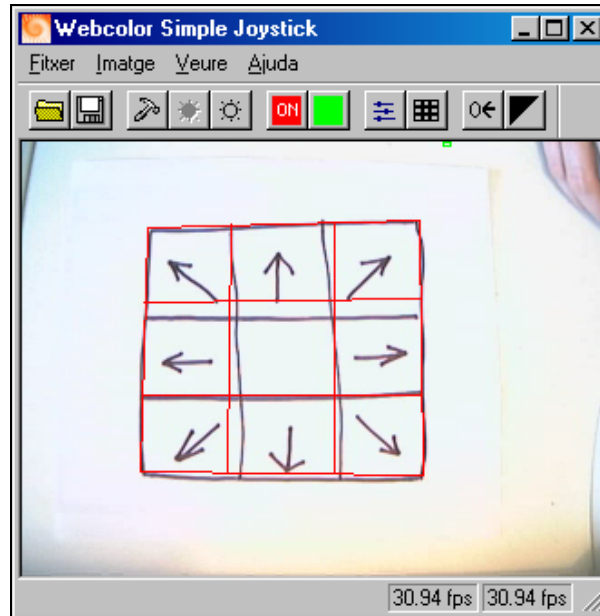 Webcolor Simple Joystick
Fitxer Imatge Veure Ajuda
ON
30.94 fps 30.94 fps